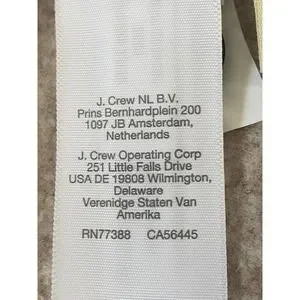 J. Crew NL B.V.
Prins Bernhardplein 200
1097 JB Amsterdam,
Netherlands
J. Crew Operating Corp
251 Little Falls Drive
USA DE 19808 Wilmington,
Delaware
Verenidge Staten Van
Amerika
RN77388 CA56445